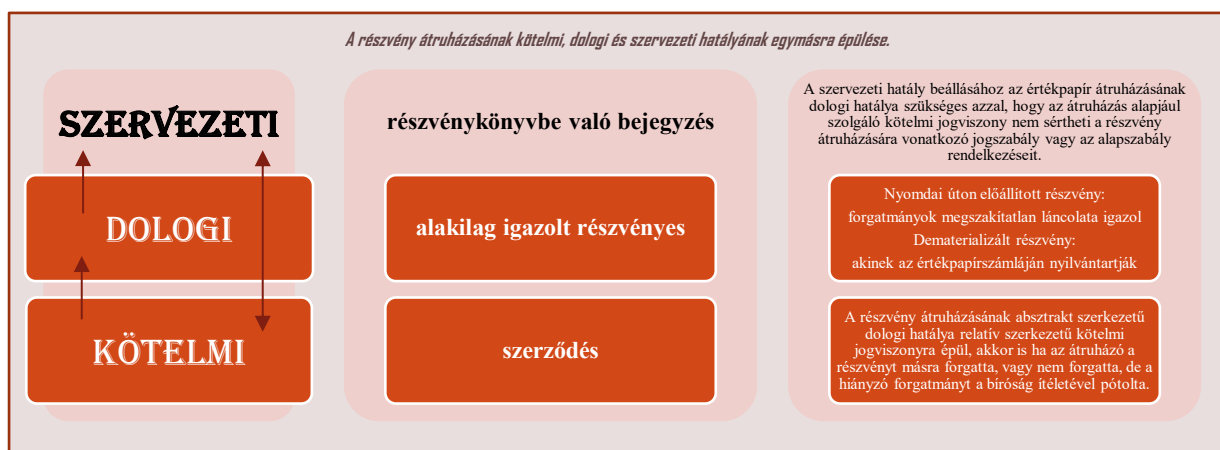 A részvény átruházásának kötelmi, dologi és szervezeti hatályának egymásra épülése.
SZERVEZETI
DOLOGI
KÖTELMI
részvénykönyvbe való bejegyzés
alakilag igazolt részvényes
szerződés
A szervezeti hatály beállásához az értékpapír átruházásának
dologi hatálya szükséges azzal, hogy az átruházás alapjául
szolgáló kötelmi jogviszony nem sértheti a részvény
átruházására vonatkozó jogszabály vagy az alapszabály
rendelkezéseit.
Nyomdai úton előállított részvény:
forgatmányok megszakítatlan láncolata igazol
Dematerializált részvény:
akinek az értékpapírszámláján nyilvántartják
A részvény átruházásának absztrakt szerkezetű
dologi hatálya relatív szerkezetű kötelmi
jogviszonyra épül, akkor is ha az átruházó a
részvényt másra forgatta, vagy nem forgatta, de a
hiányzó forgatmányt a bíróság ítéletével pótolta.